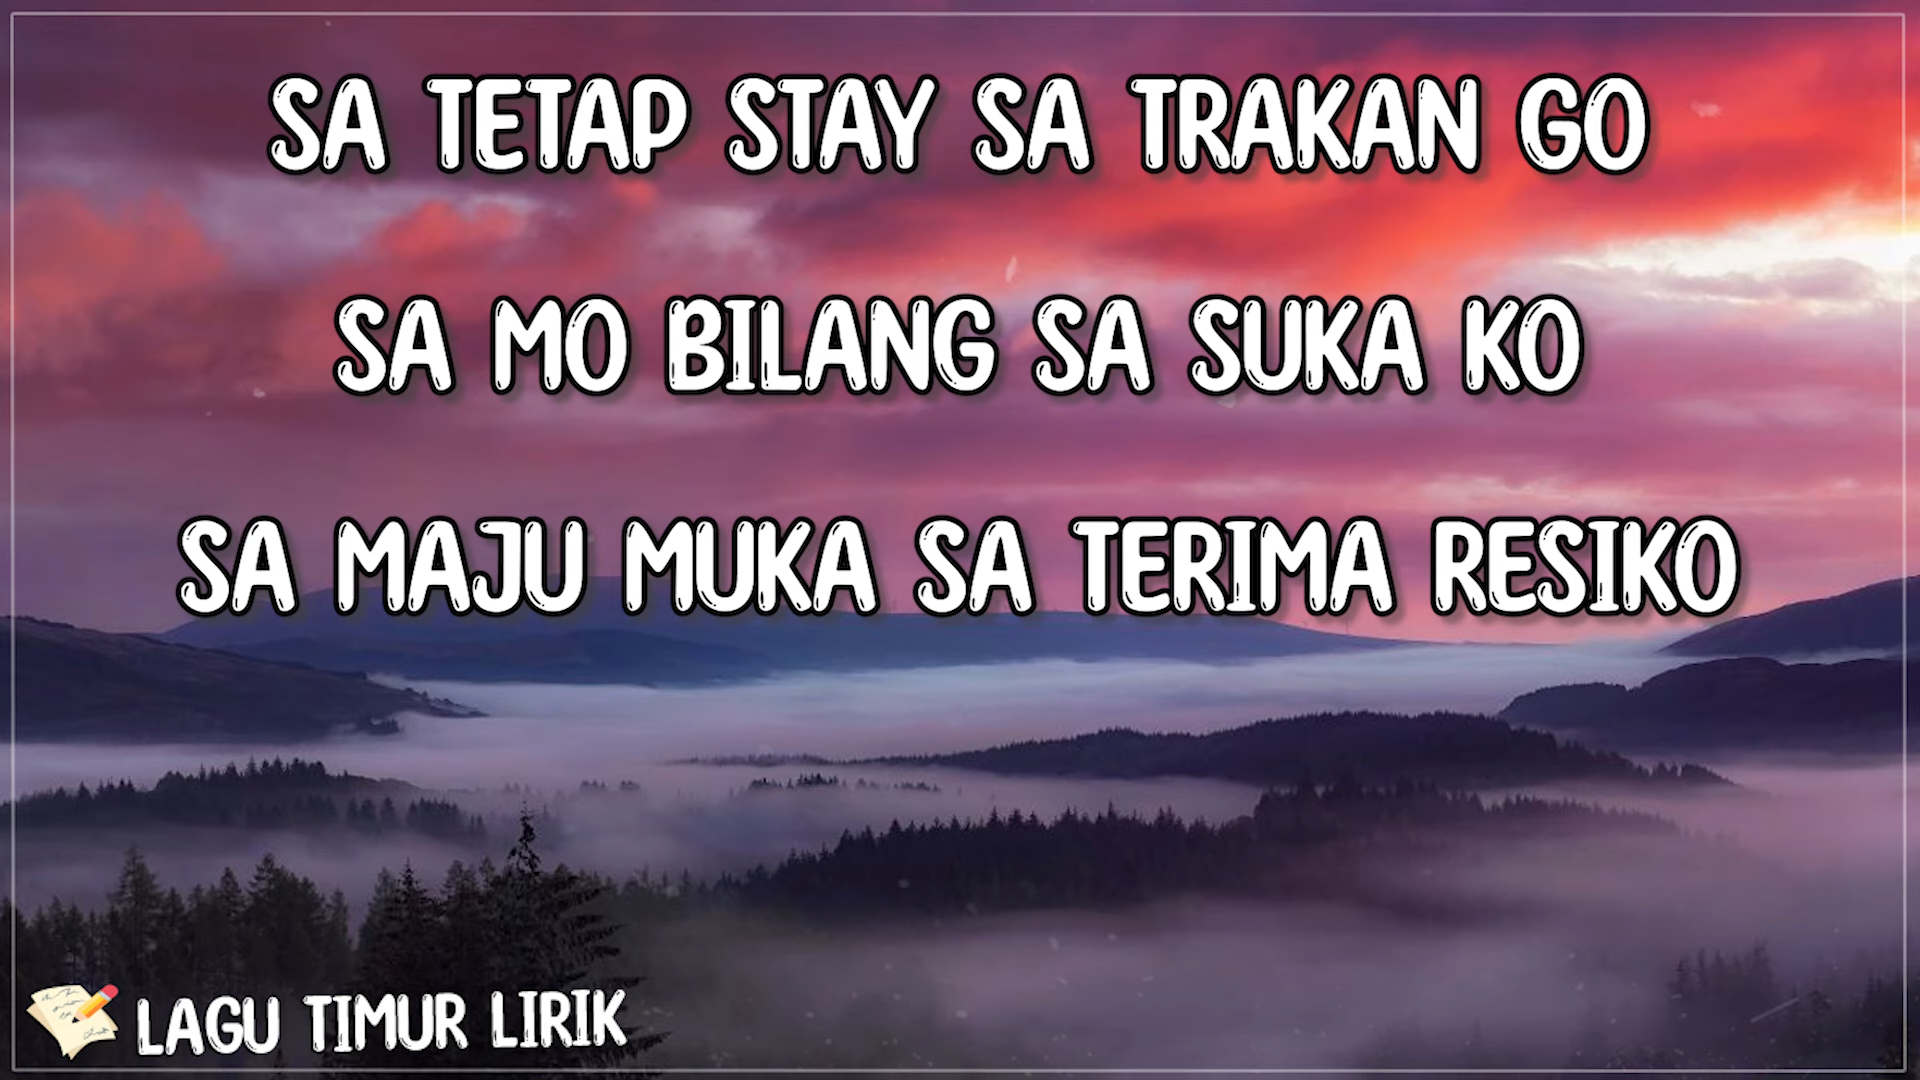 SA TETAP STAY SA TRAKAN GO
SA MO BILANG SA SUKA KO
SA MAJU MUKA SA TERIMA RESIKO
LAGU TIMUR LIRIK